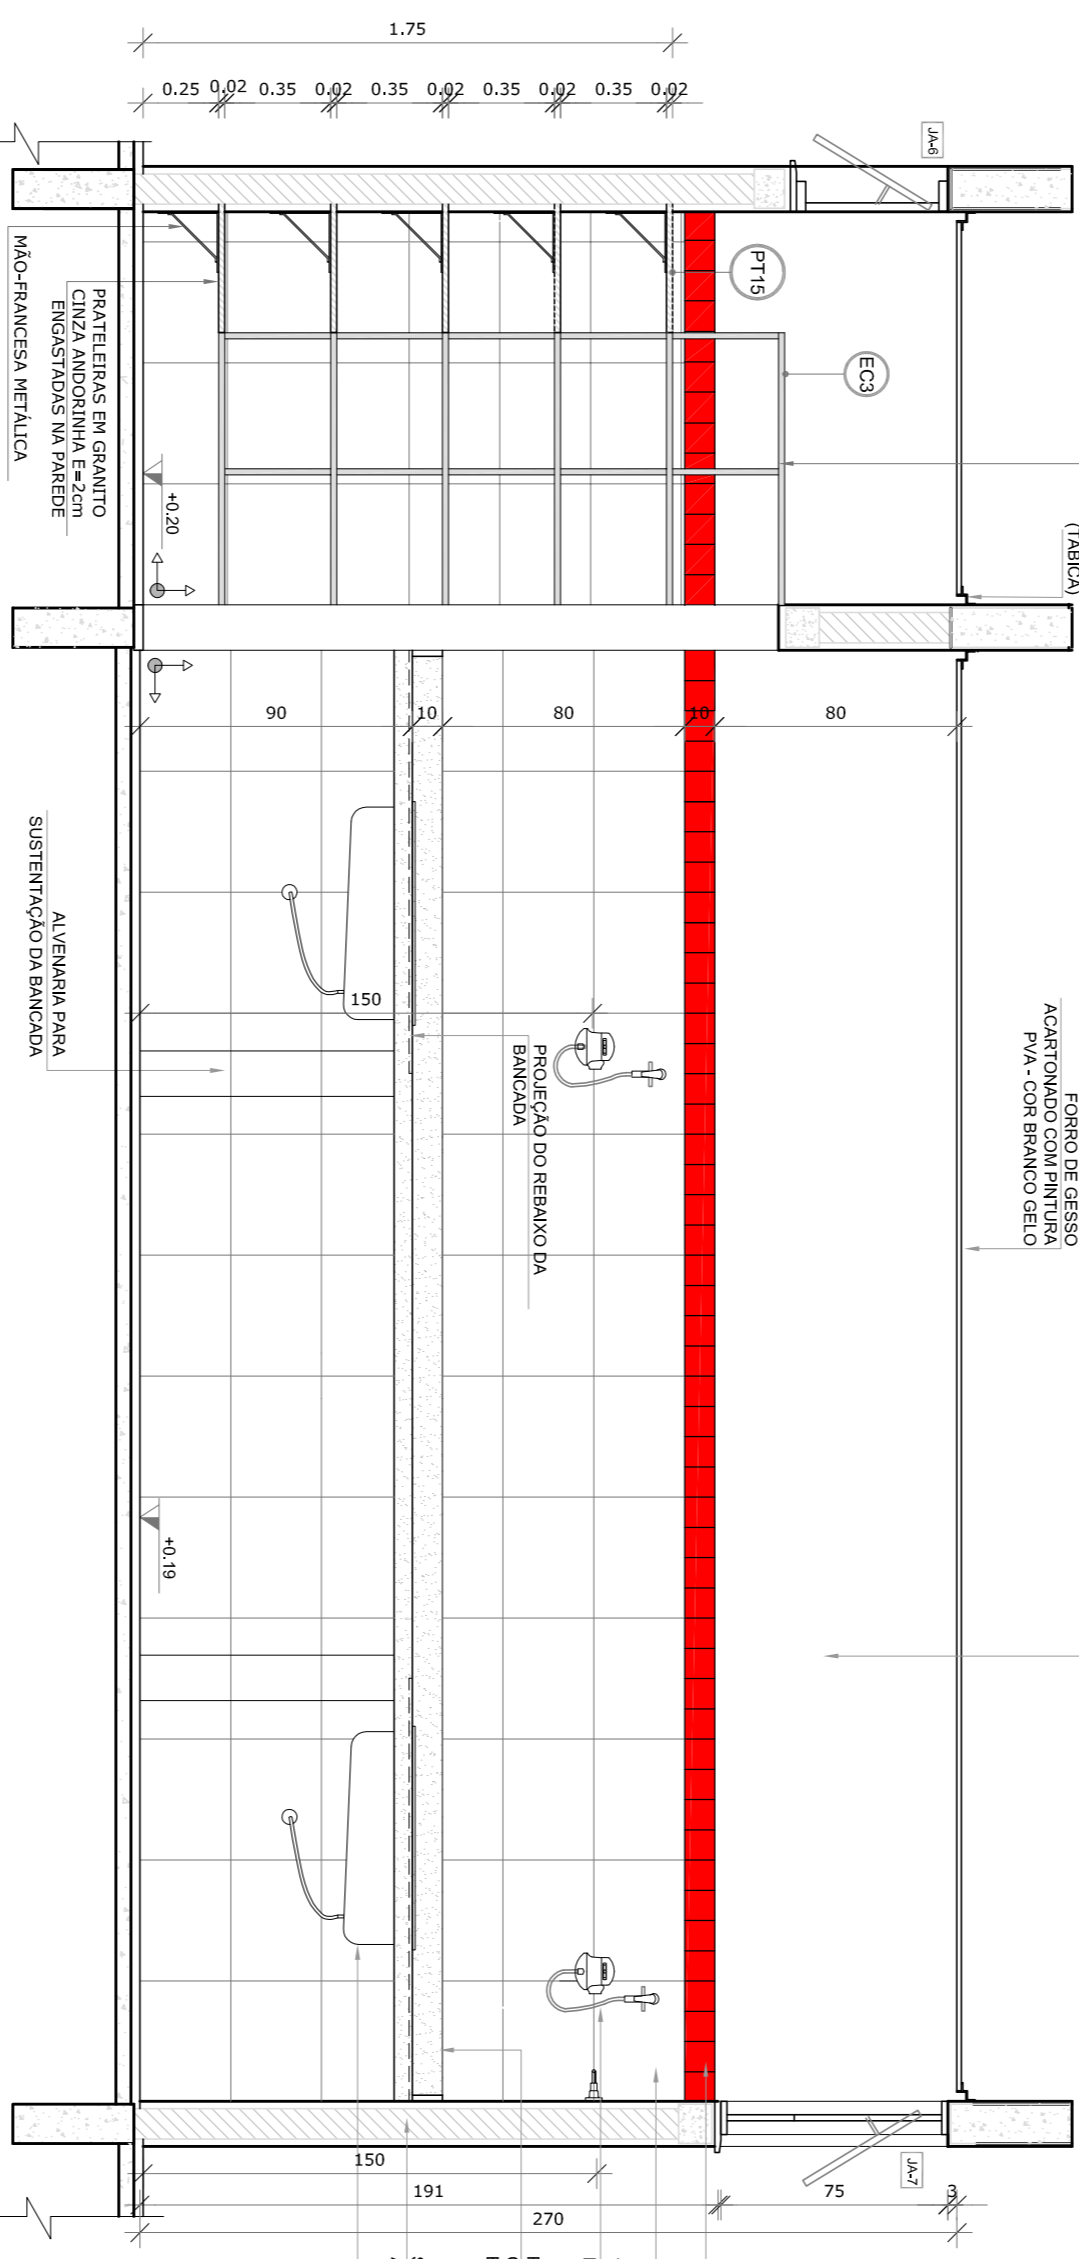 1.75
0.25 0.02 0.35 0.02 0.35 0.02 0.35 0.02 0.35 0.02
JA-6
PT15
EC3
MÃO-FRANCESA METÁLICA
PRATELEIRAS EM GRANITO
CINZA ANDORINHA E=2cm
ENGASTADAS NA PAREDE
+0.20
(TABICA)
90 10 80 10 80
ALVENARIA PARA
SUSTENTAÇÃO DA BANCADA
150
PROJEÇÃO DO REBAIXO DA
BANCADA
FORRO DE GESSO
ACARTONADO COM PINTURA
PVA - COR BRANCO GELO
+0.19
JA-7
150
191 75 3
270